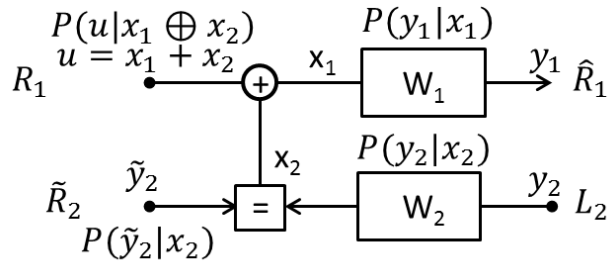 P(u|x₁ ⊕ x₂)
u = x₁ + x₂
R₁
+
x₁
P(y₁|x₁)
W₁
y₁
R̂₁
x₂
P(y₂|x₂)
R̃₂
ỹ₂
=
W₂
y₂
L₂
P(ỹ₂|x₂)